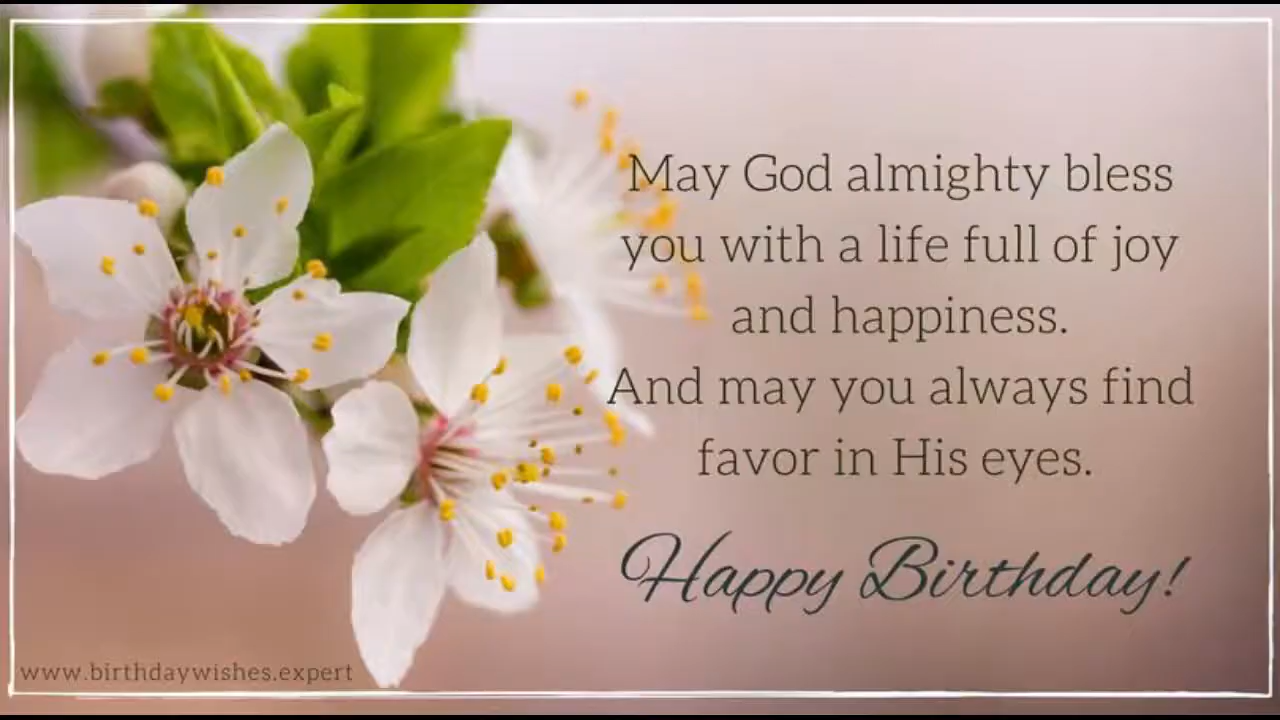 May God almighty bless
you with a life full of joy
and happiness.
And may you always find
favor in His eyes.
Happy Birthday!
www.birthdaywishes.expert